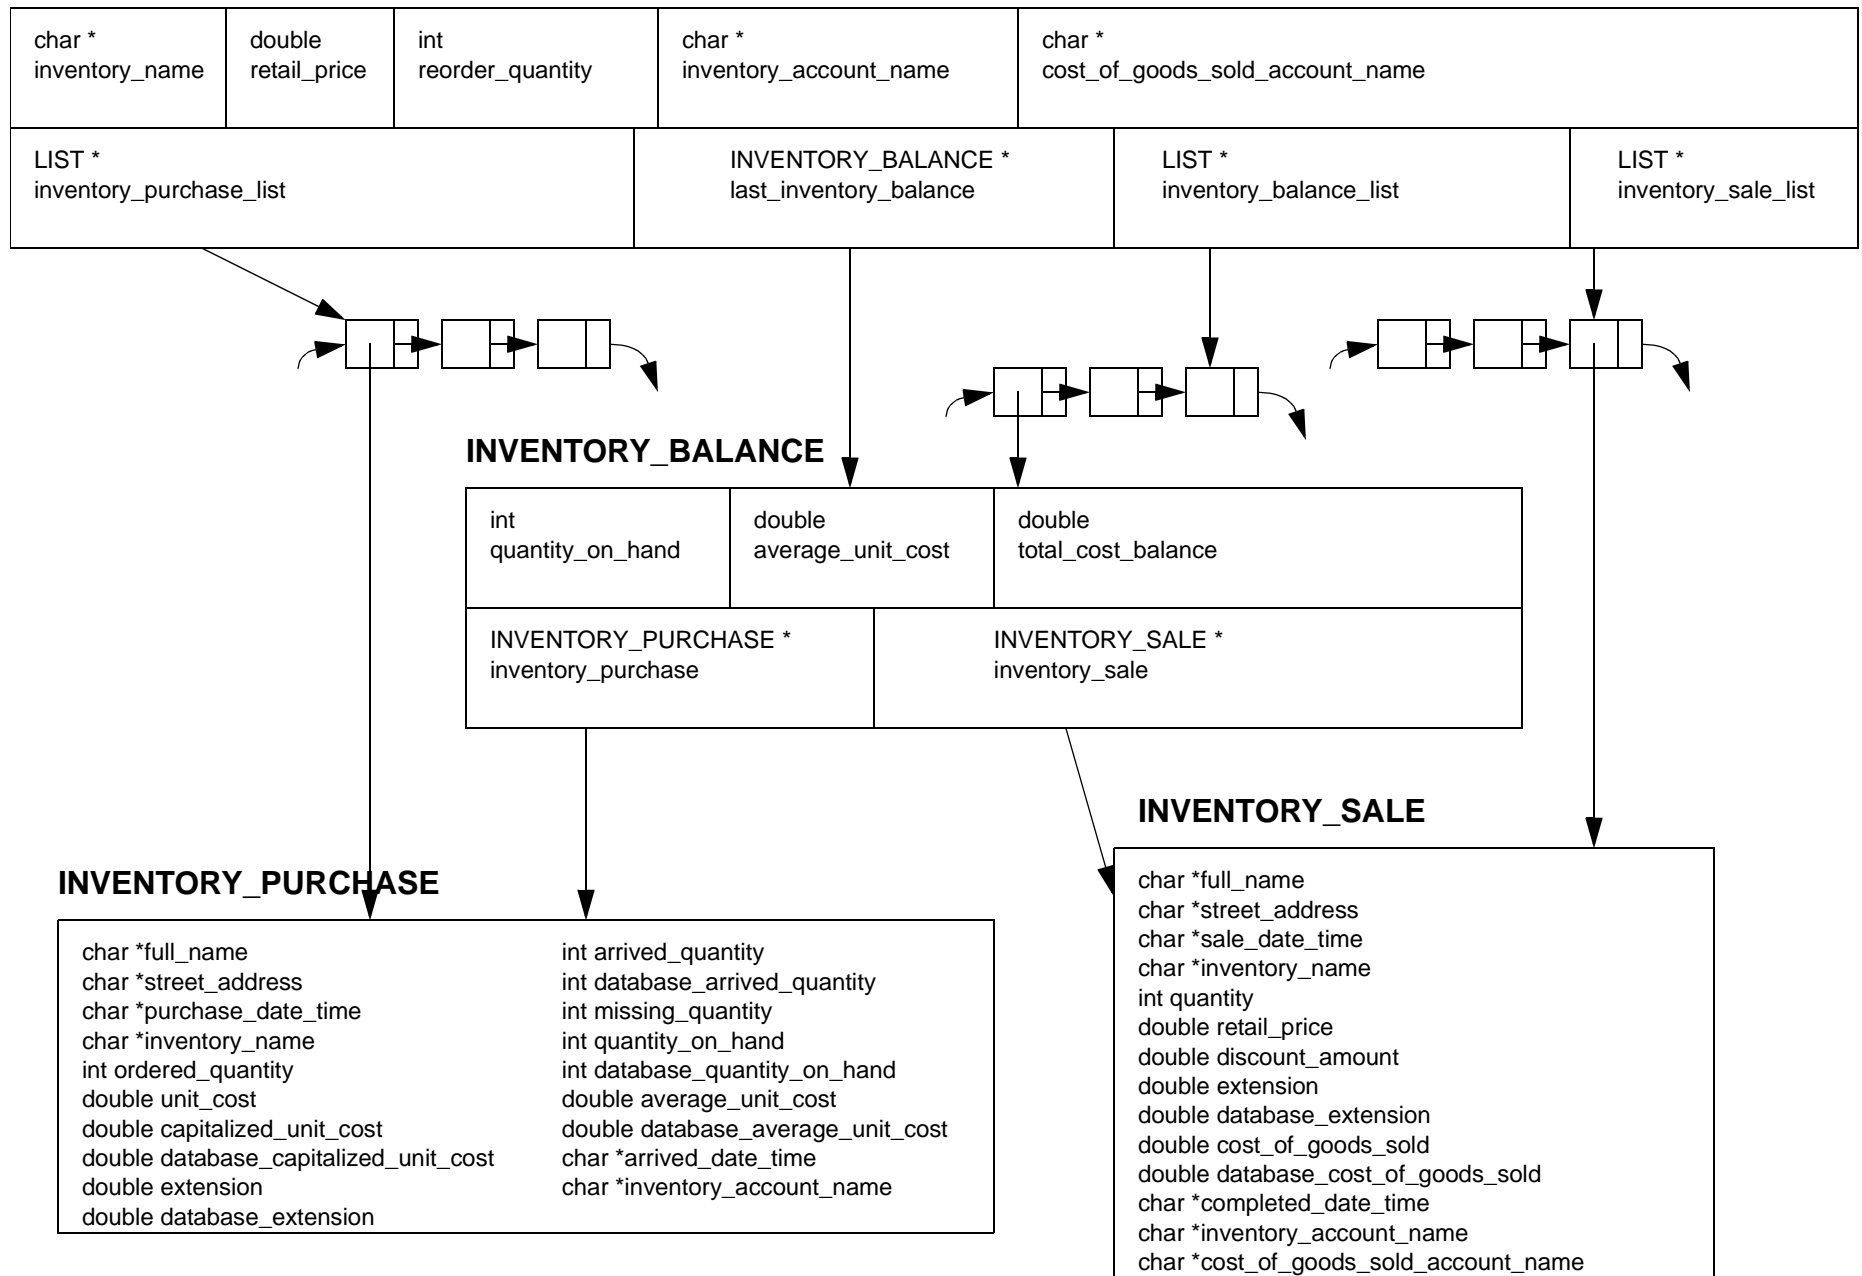 char *
inventory_name
double
retail_price
int
reorder_quantity
char *
inventory_account_name
char *
cost_of_goods_sold_account_name
LIST *
inventory_purchase_list
INVENTORY_BALANCE *
last_inventory_balance
LIST *
inventory_balance_list
LIST *
inventory_sale_list
INVENTORY_BALANCE
int
quantity_on_hand
double
average_unit_cost
double
total_cost_balance
INVENTORY_PURCHASE *
inventory_purchase
INVENTORY_SALE *
inventory_sale
INVENTORY_PURCHASE
char *full_name
char *street_address
char *purchase_date_time
char *inventory_name
int ordered_quantity
double unit_cost
double capitalized_unit_cost
double database_capitalized_unit_cost
double extension
double database_extension
int arrived_quantity
int database_arrived_quantity
int missing_quantity
int quantity_on_hand
int database_quantity_on_hand
double average_unit_cost
double database_average_unit_cost
char *arrived_date_time
char *inventory_account_name
INVENTORY_SALE
char *full_name
char *street_address
char *sale_date_time
char *inventory_name
int quantity
double retail_price
double discount_amount
double extension
double database_extension
double cost_of_goods_sold
double database_cost_of_goods_sold
char *completed_date_time
char *inventory_account_name
char *cost_of_goods_sold_account_name